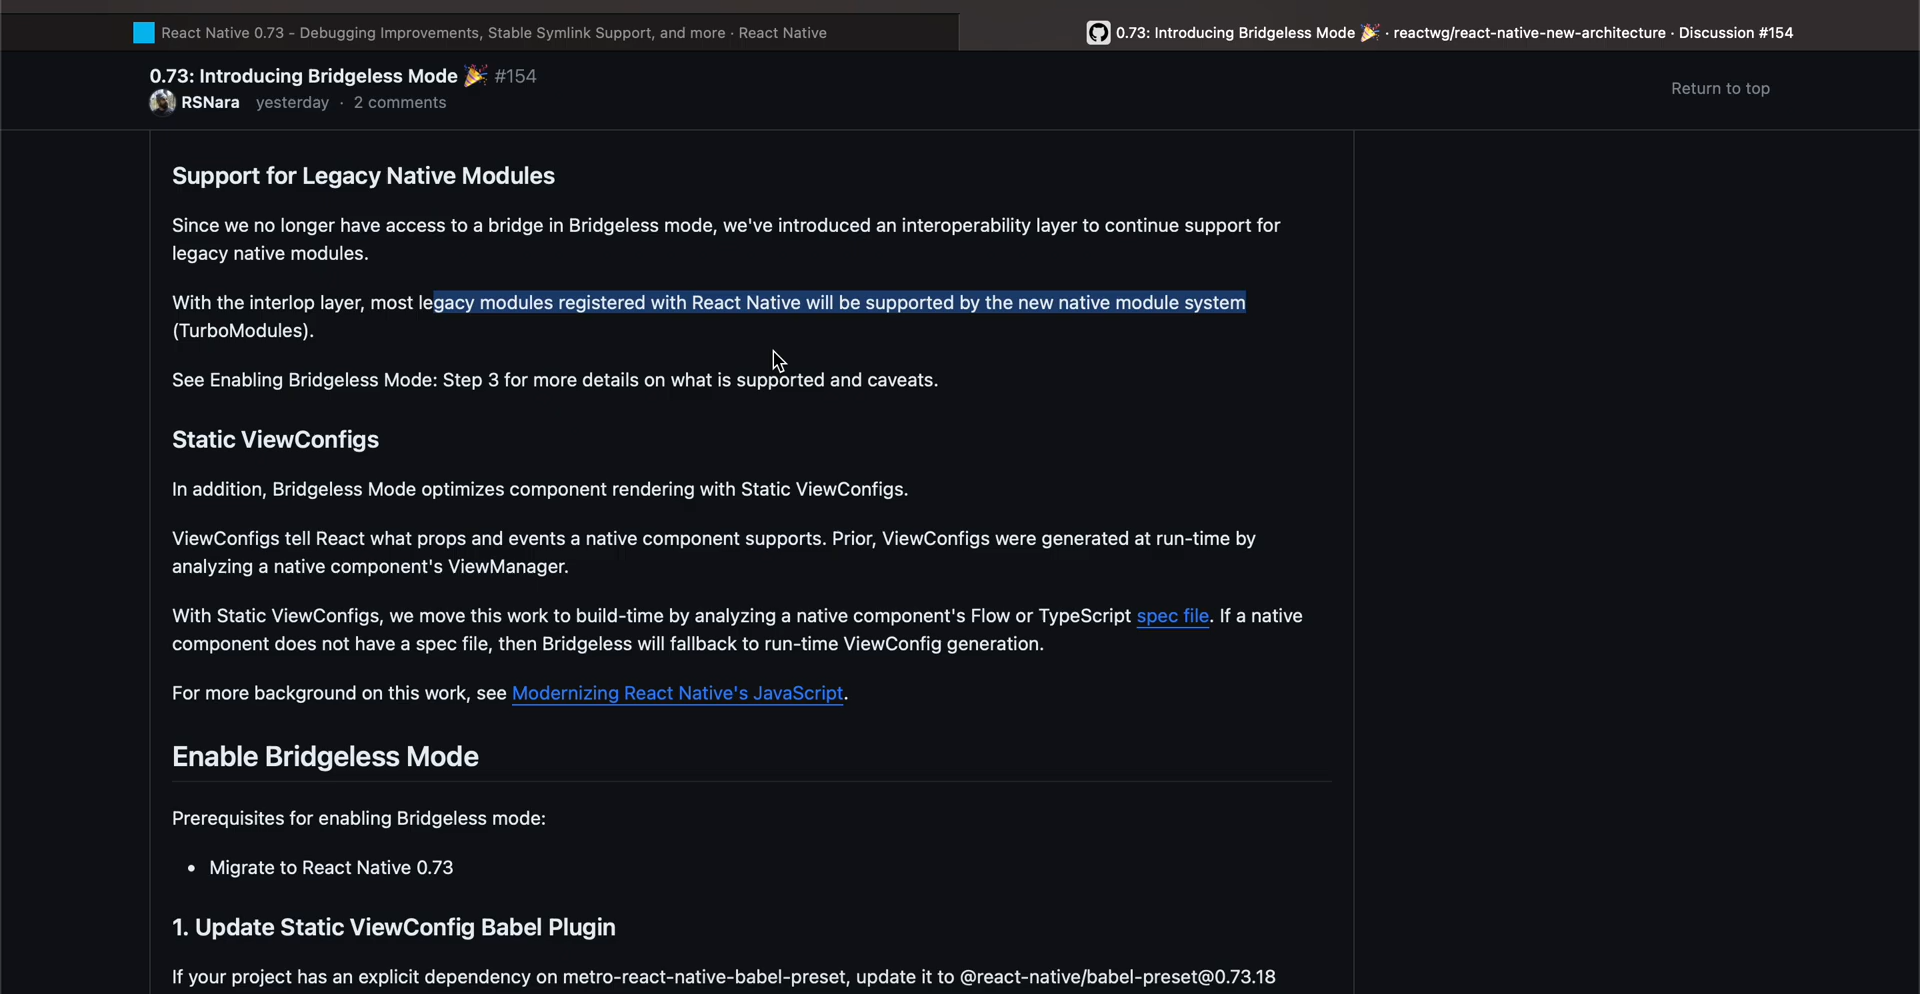 React Native 0.73 - Debugging Improvements, Stable Symlink Support, and more · React Native
0.73: Introducing Bridgeless Mode 🎉 · reactwg/react-native-new-architecture · Discussion #154
0.73: Introducing Bridgeless Mode 🎉 #154
RSNara yesterday · 2 comments
Return to top
Support for Legacy Native Modules
Since we no longer have access to a bridge in Bridgeless mode, we've introduced an interoperability layer to continue support for
legacy native modules.
With the interlop layer, most legacy modules registered with React Native will be supported by the new native module system
(TurboModules).
See Enabling Bridgeless Mode: Step 3 for more details on what is supported and caveats.
Static ViewConfigs
In addition, Bridgeless Mode optimizes component rendering with Static ViewConfigs.
ViewConfigs tell React what props and events a native component supports. Prior, ViewConfigs were generated at run-time by
analyzing a native component's ViewManager.
With Static ViewConfigs, we move this work to build-time by analyzing a native component's Flow or TypeScript spec file. If a native
component does not have a spec file, then Bridgeless will fallback to run-time ViewConfig generation.
For more background on this work, see Modernizing React Native's JavaScript.
Enable Bridgeless Mode
Prerequisites for enabling Bridgeless mode:
• Migrate to React Native 0.73
1. Update Static ViewConfig Babel Plugin
If your project has an explicit dependency on metro-react-native-babel-preset, update it to @react-native/babel-preset@0.73.18